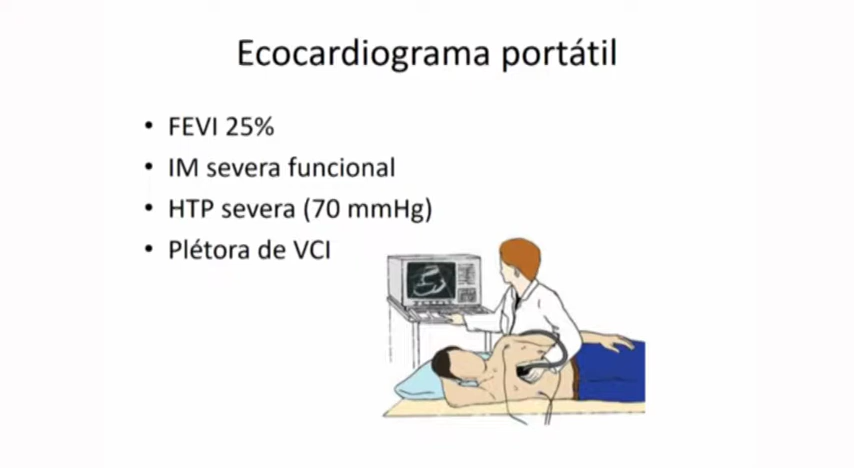 Ecocardiograma portátil
• FEVI 25%
• IM severa funcional
• HTP severa (70 mmHg)
• Plétora de VCI